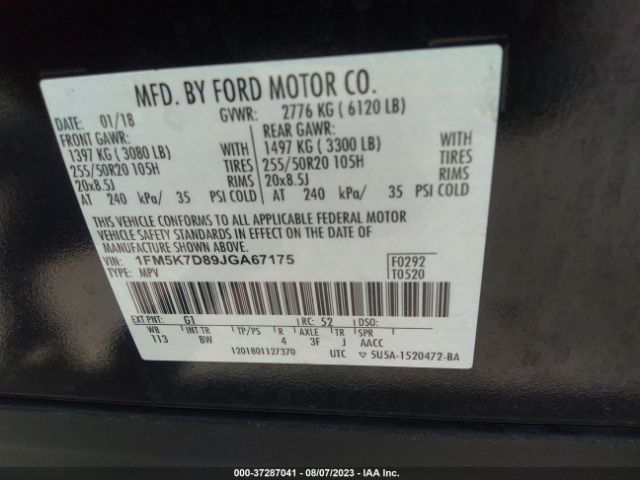 MFD. BY FORD MOTOR CO.
DATE: 01/18 GVWR: 2776 KG ( 6120 LB)
FRONT GAWR: REAR GAWR:
1397 KG ( 3080 LB) WITH 1497 KG ( 3300 LB) WITH
255/50R20 105H TIRES 255/50R20 105H TIRES
20x8.5J RIMS 20x8.5J RIMS
AT 240 kPa/ 35 PSI COLD AT 240 kPa/ 35 PSI COLD
THIS VEHICLE CONFORMS TO ALL APPLICABLE FEDERAL MOTOR
VEHICLE SAFETY STANDARDS IN EFFECT ON THE DATE OF
MANUFACTURE SHOWN ABOVE.
VIN: 1FM5K7D89JGA67175 F0292
TYPE: MPV T0520
EXT PNT: G1 RC: 52 DSO:
WB INT TR TP/PS R AXLE TR SPR
113 BW 4 3F J AACC
1201801127370 UTC ▽5U5A-1520472-BA
000-37287041 - 08/07/2023 - IAAI.com